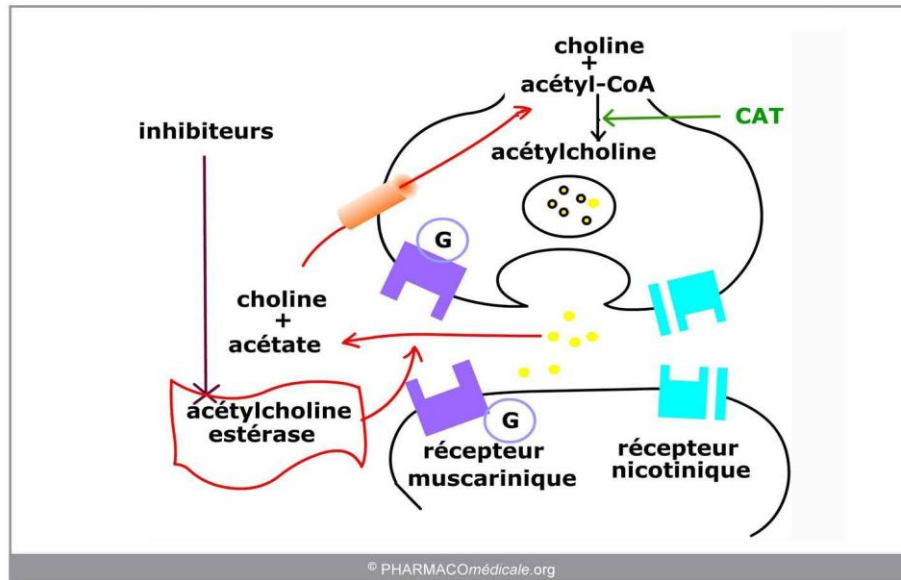 choline
+
acétyl-CoA
CAT
inhibiteurs
acétylcholine
G
choline
+
acétate
acétylcholine
estérase
G
récepteur
muscarinique
récepteur
nicotinique
© PHARMACOmédicale.org